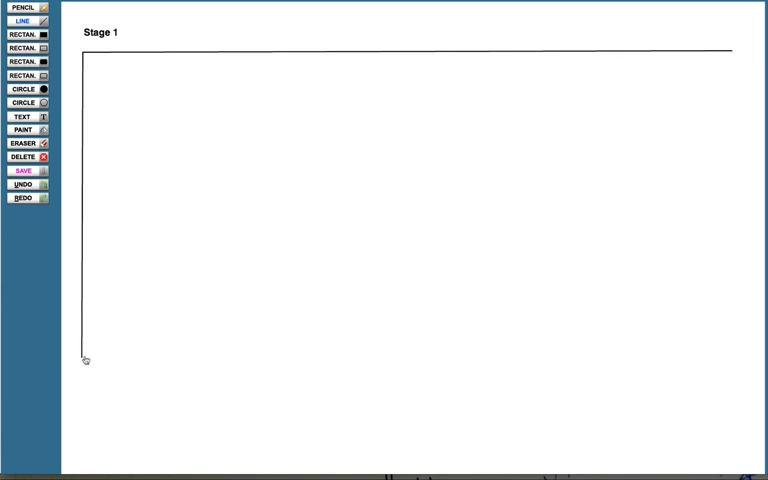 PENCIL
LINE
RECTAN.
RECTAN.
RECTAN.
RECTAN.
CIRCLE
CIRCLE
TEXT T
PAINT
ERASER
DELETE
SAVE
UNDO
REDO
Stage 1